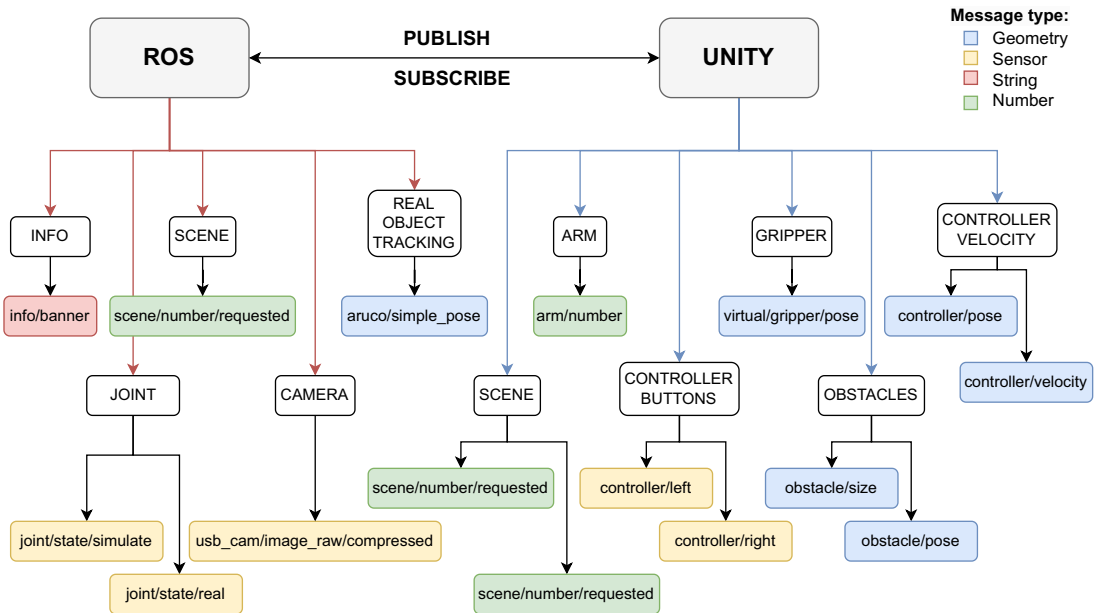 Message type:
Geometry
Sensor
String
Number
ROS
PUBLISH
SUBSCRIBE
UNITY
INFO
SCENE
REAL
OBJECT
TRACKING
ARM
GRIPPER
CONTROLLER
VELOCITY
info/banner
scene/number/requested
aruco/simple_pose
arm/number
virtual/gripper/pose
controller/pose
controller/velocity
JOINT
CAMERA
SCENE
CONTROLLER
BUTTONS
OBSTACLES
scene/number/requested
controller/left
obstacle/size
joint/state/simulate
usb_cam/image_raw/compressed
controller/right
obstacle/pose
joint/state/real
scene/number/requested